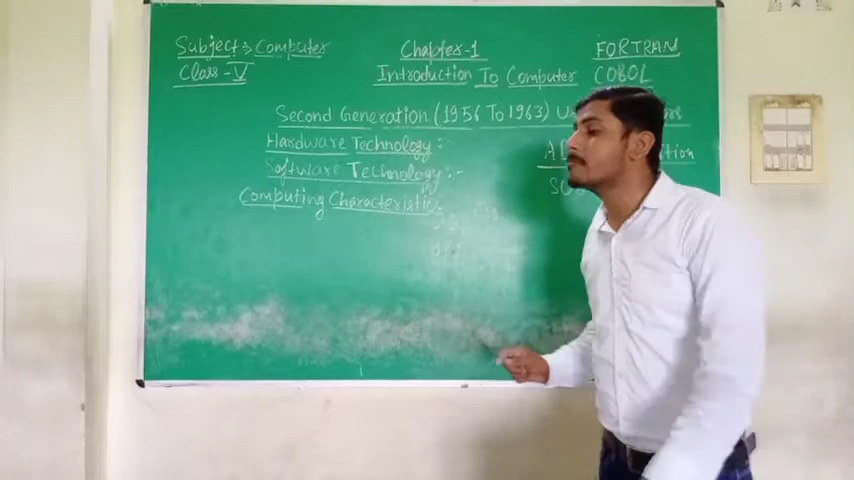 Subject :- Computer
Class - V
Chapter - 1
Introduction To Computer
FORTRAN
COBOL
Second Generation (1956 To 1963)
Hardware Technology :-
Software Technology :-
Computing Characteristics